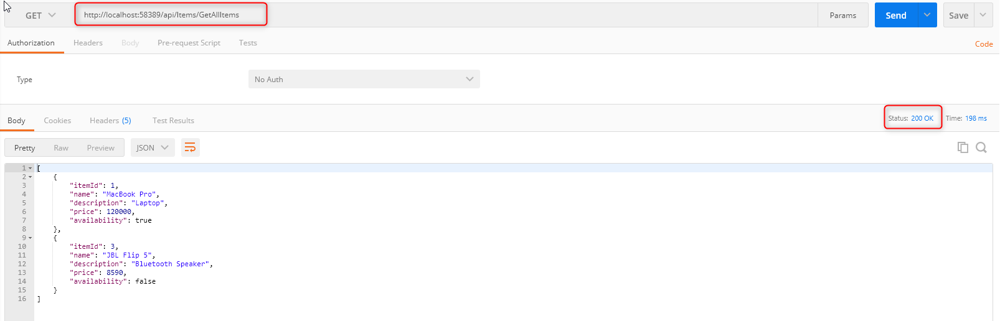 GET http://localhost:58389/api/Items/GetAllItems Params Send Save
Authorization Headers Body Pre-request Script Tests Code
Type No Auth
Body Cookies Headers (5) Test Results Status: 200 OK Time: 198 ms
Pretty Raw Preview JSON
1 [
2 {
3 "itemId": 1,
4 "name": "MacBook Pro",
5 "description": "Laptop",
6 "price": 120000,
7 "availability": true
8 },
9 {
10 "itemId": 3,
11 "name": "JBL Flip 5",
12 "description": "Bluetooth Speaker",
13 "price": 8590,
14 "availability": false
15 }
16 ]